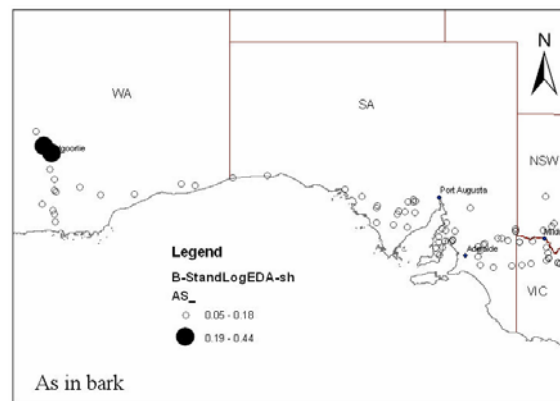 N
WA
SA
NSW
Port Augusta
Adelaide
VIC
Legend
B-StandLogEDA-sh
AS_
0.05 - 0.18
0.19 - 0.44
As in bark